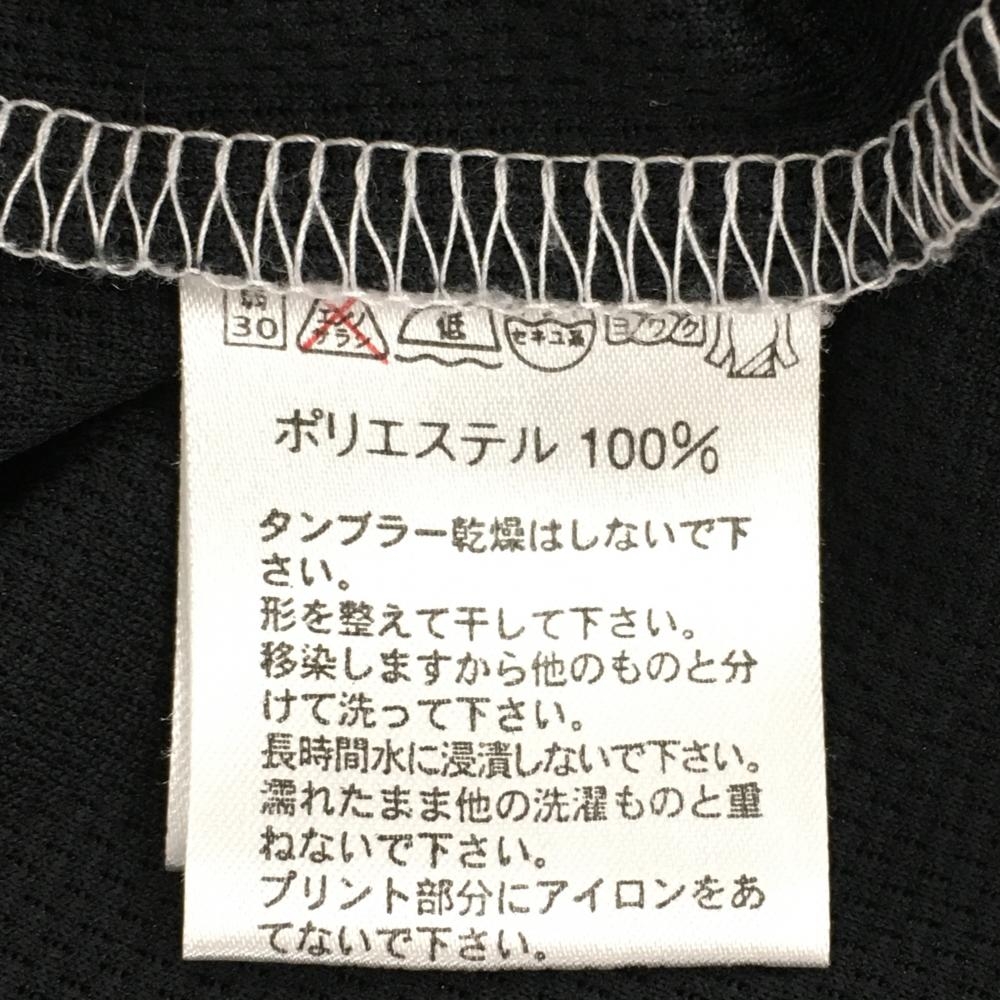 弱 30 エンソ サラシ 低 セキユ系 ヨワク
ポリエステル 100%
タンブラー乾燥はしないで下
さい。
形を整えて干して下さい。
移染しますから他のものと分
けて洗って下さい。
長時間水に浸漬しないで下さい。
濡れたまま他の洗濯ものと重
ねないで下さい。
プリント部分にアイロンをあ
てないで下さい。